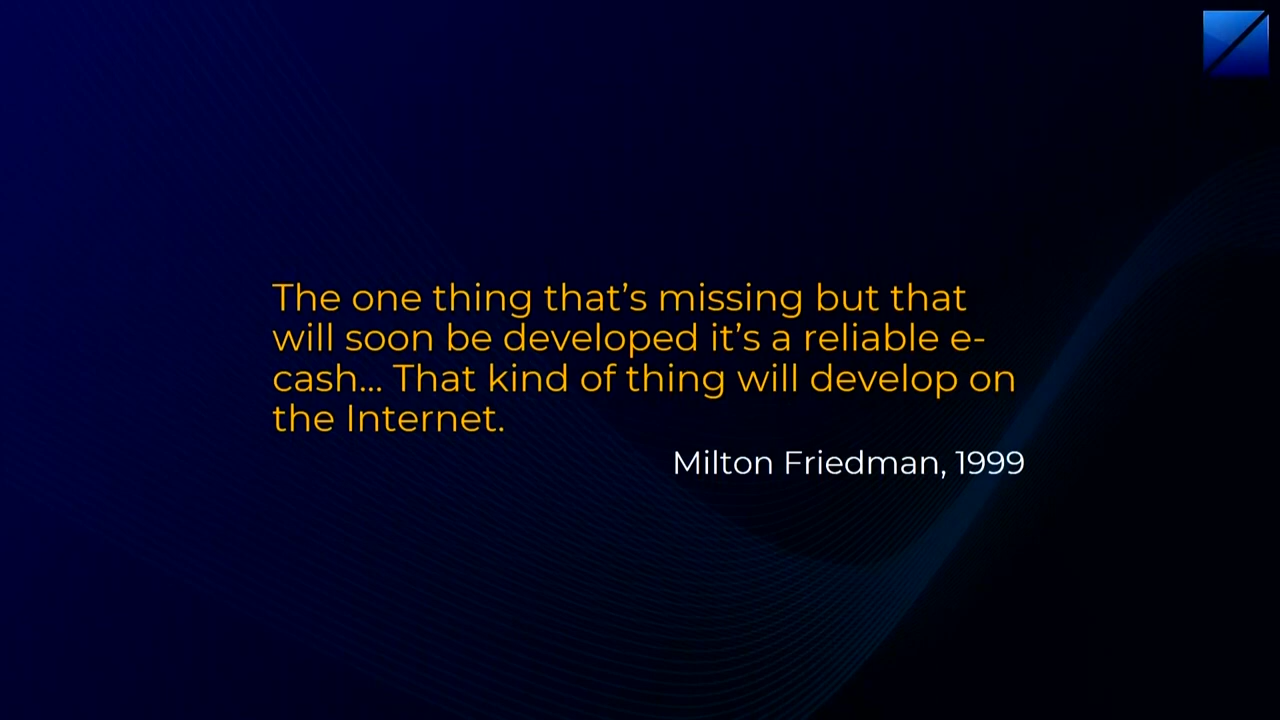 The one thing that’s missing but that
will soon be developed it’s a reliable e-
cash... That kind of thing will develop on
the Internet.
Milton Friedman, 1999